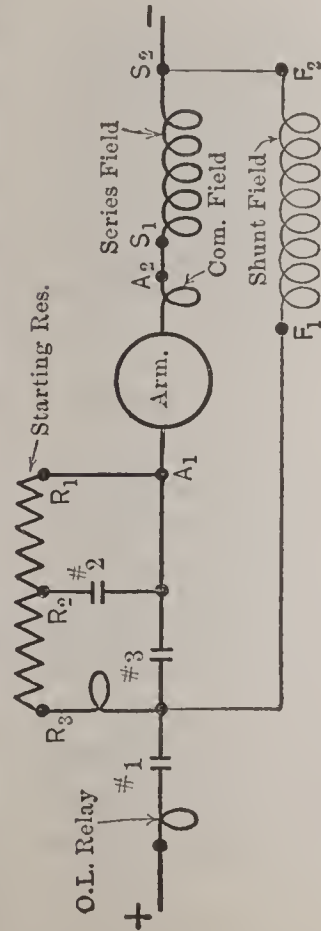 +
O.L. Relay
#1
R3
R2
R1
Starting Res.
#2
#3
A1
Arm.
A2
S1
Com. Field
Series Field
S2
−
Shunt Field
F1
F2